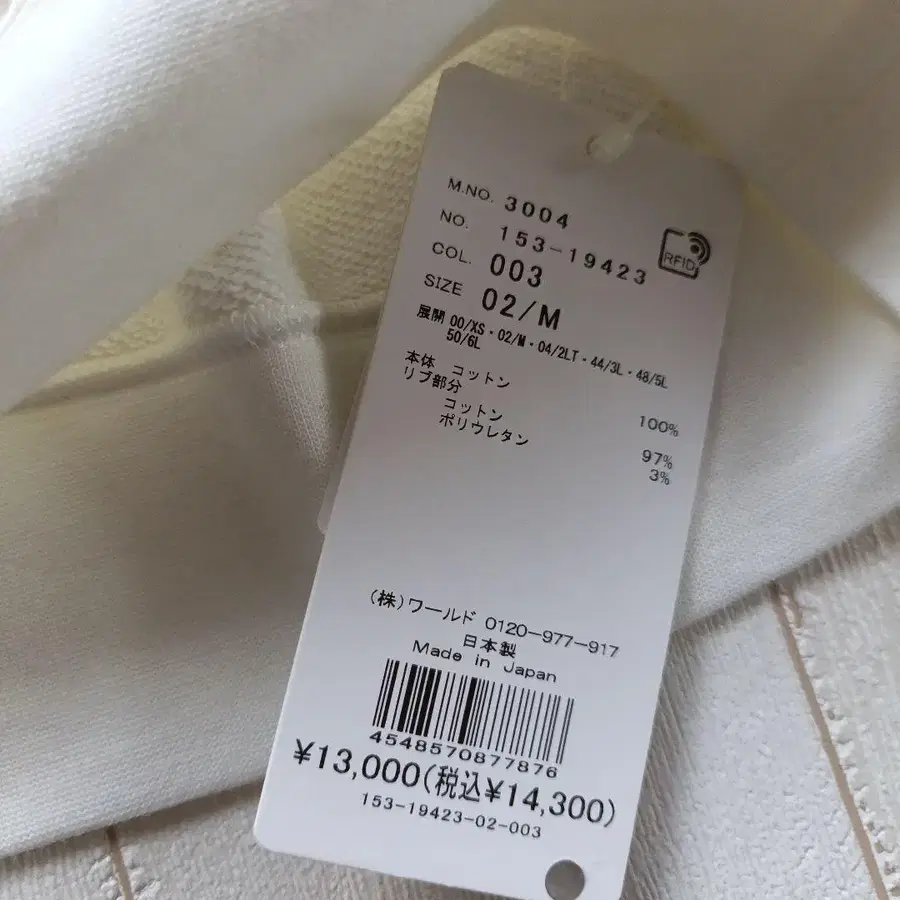 M.NO. 3004
NO. 153-19423
COL. 003
SIZE 02/M
展開 00/XS・02/M・04/2LT・44/3L・48/5L
50/6L
本体 コットン 100%
リブ部分
コットン 97%
ポリウレタン 3%
RFID
(株)ワールド 0120-977-917
日本製
Made in Japan
4548570877876
¥13,000(税込¥14,300)
153-19423-02-003